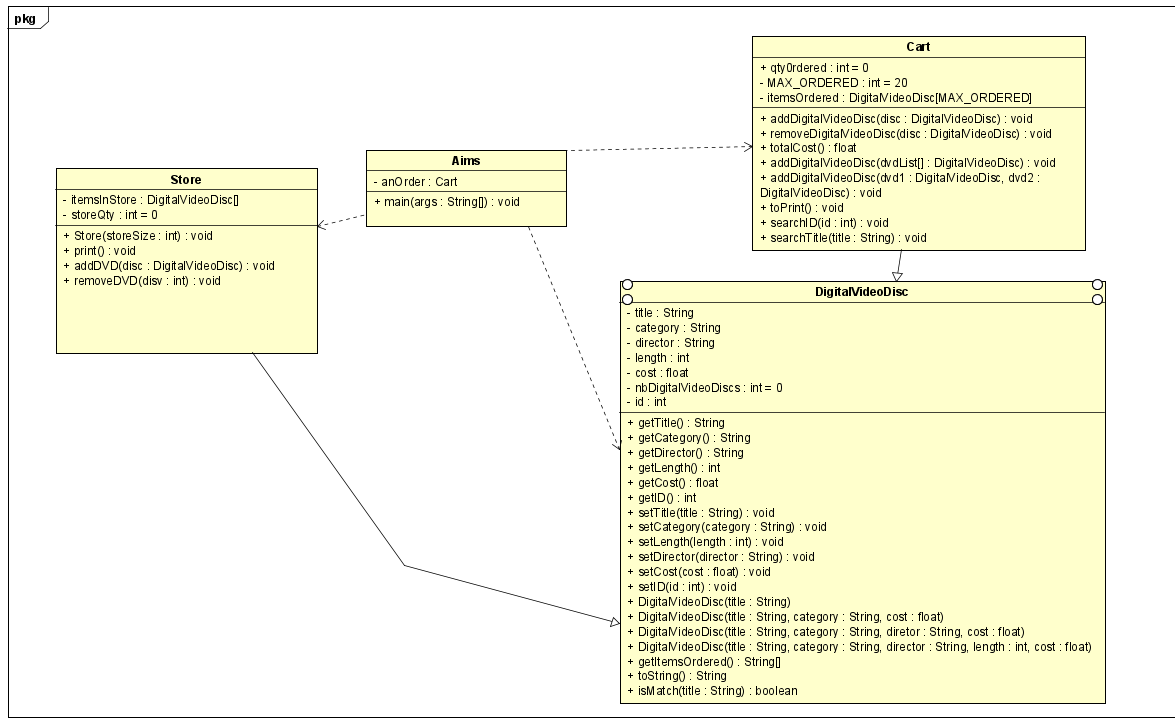 pkg
Cart
+ qty0rdered : int = 0
- MAX_ORDERED : int = 20
- itemsOrdered : DigitalVideoDisc[MAX_ORDERED]
+ addDigitalVideoDisc(disc : DigitalVideoDisc) : void
+ removeDigitalVideoDisc(disc : DigitalVideoDisc) : void
+ totalCost() : float
+ addDigitalVideoDisc(dvdList[] : DigitalVideoDisc) : void
+ addDigitalVideoDisc(dvd1 : DigitalVideoDisc, dvd2 :
DigitalVideoDisc) : void
+ toPrint() : void
+ searchID(id : int) : void
+ searchTitle(title : String) : void
Aims
- anOrder : Cart
+ main(args : String[]) : void
Store
- itemsInStore : DigitalVideoDisc[]
- storeQty : int = 0
+ Store(storeSize : int) : void
+ print() : void
+ addDVD(disc : DigitalVideoDisc) : void
+ removeDVD(disv : int) : void
DigitalVideoDisc
- title : String
- category : String
- director : String
- length : int
- cost : float
- nbDigitalVideoDiscs : int = 0
- id : int
+ getTitle() : String
+ getCategory() : String
+ getDirector() : String
+ getLength() : int
+ getCost() : float
+ getID() : int
+ setTitle(title : String) : void
+ setCategory(category : String) : void
+ setLength(length : int) : void
+ setDirector(director : String) : void
+ setCost(cost : float) : void
+ setID(id : int) : void
+ DigitalVideoDisc(title : String)
+ DigitalVideoDisc(title : String, category : String, cost : float)
+ DigitalVideoDisc(title : String, category : String, diretor : String, cost : float)
+ DigitalVideoDisc(title : String, category : String, director : String, length : int, cost : float)
+ getItemsOrdered() : String[]
+ toString() : String
+ isMatch(title : String) : boolean